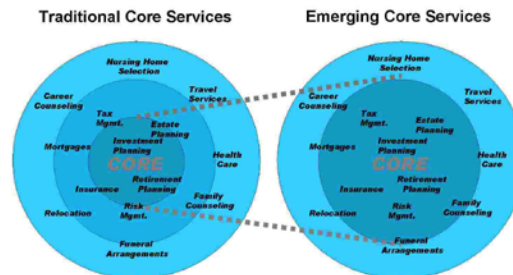 Traditional Core Services
Nursing Home
Selection
Career
Counseling
Travel
Services
Tax
Mgmt.
Estate
Planning
Investment
Planning
Mortgages
CORE
Health
Care
Retirement
Planning
Insurance
Family
Counseling
Risk
Mgmt.
Relocation
Funeral
Arrangements
Emerging Core Services
Nursing Home
Selection
Career
Counseling
Travel
Services
Tax
Mgmt.
Estate
Planning
Investment
Planning
Mortgages
CORE
Health
Care
Retirement
Planning
Insurance
Family
Counseling
Risk
Mgmt.
Relocation
Funeral
Arrangements